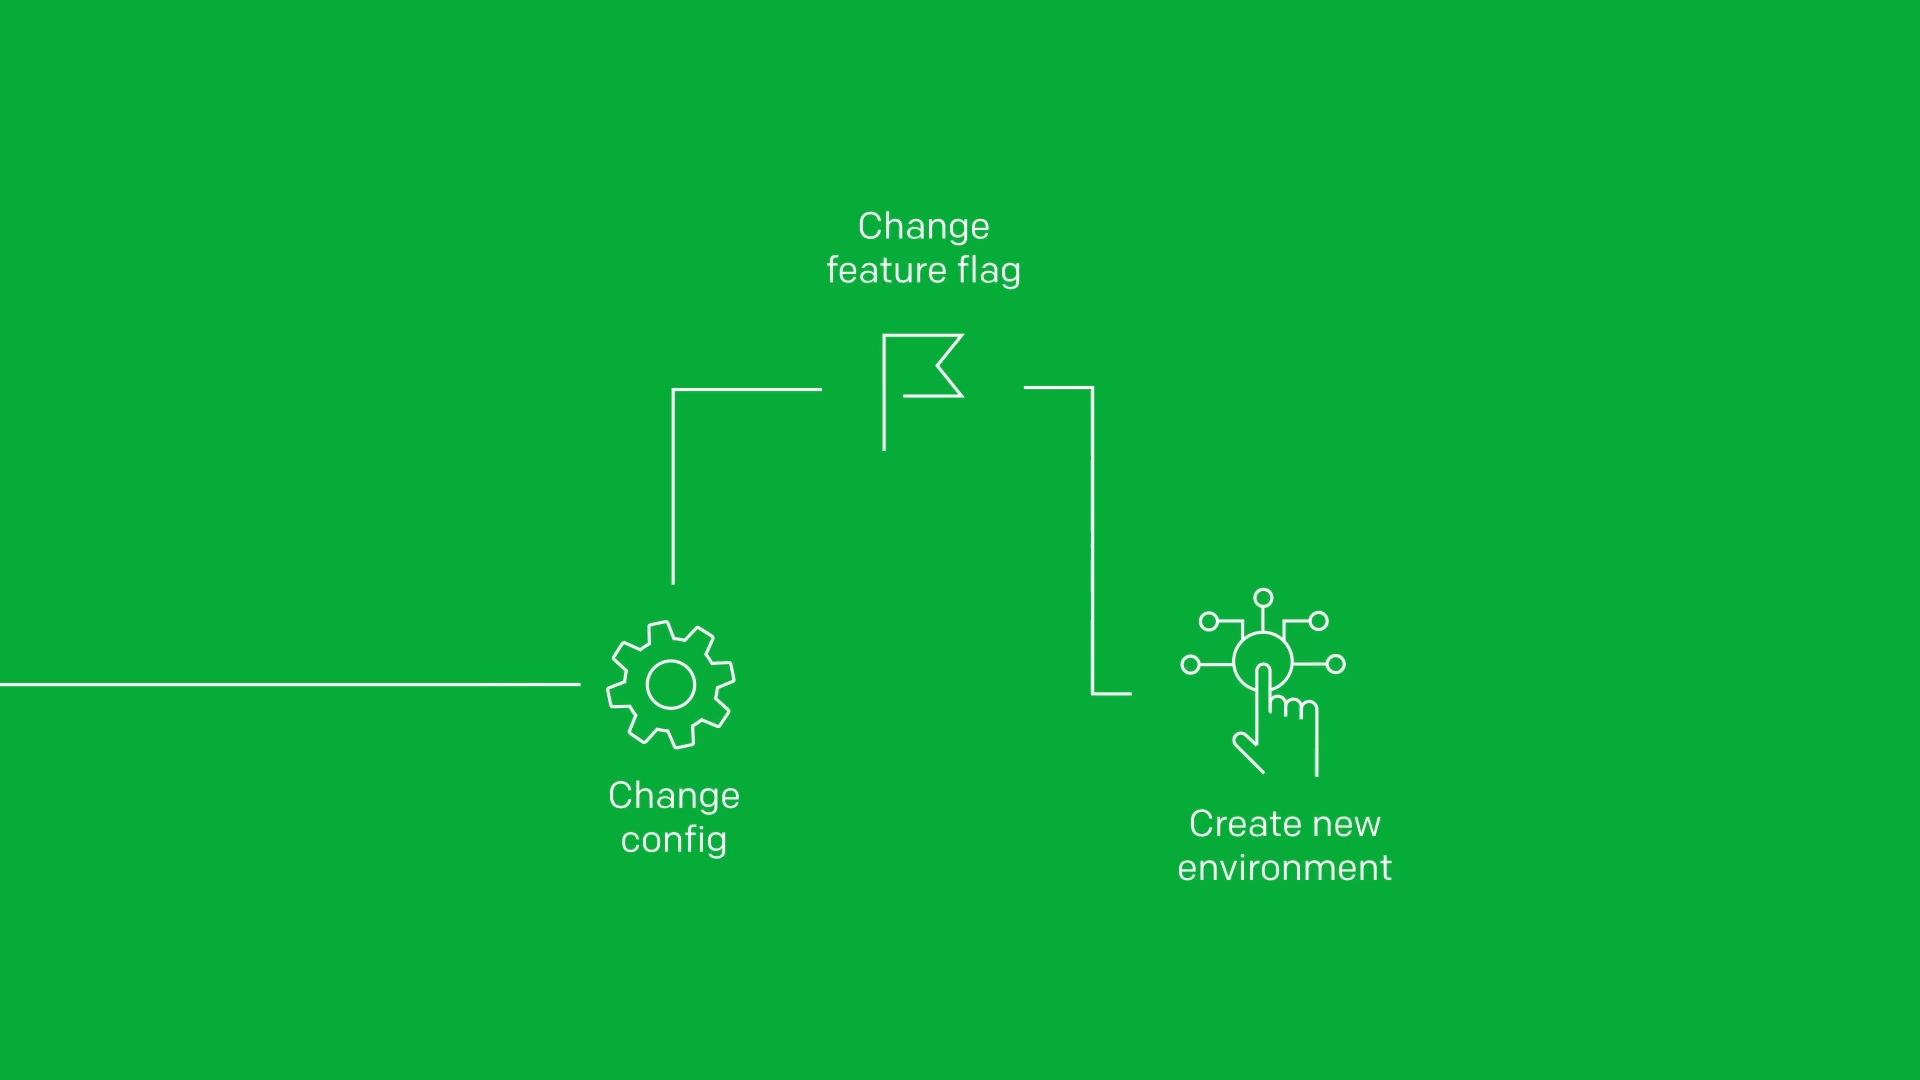 Change
feature flag
Change
config
Create new
environment